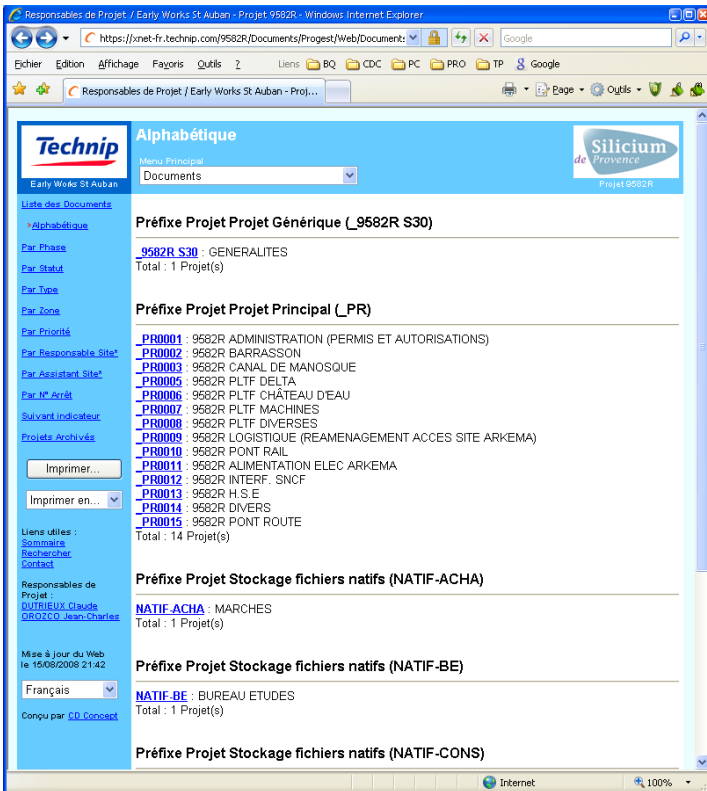 Responsables de Projet / Early Works St Auban - Projet 9582R - Windows Internet Explorer
https://xnet-fr.technip.com/9582R/Documents/Progest/Web/Document:
Google
Fichier Edition Affichage Favoris Outils ? Liens BQ CDC PC PRO TP Google
Responsables de Projet / Early Works St Auban - Proj...
Page Outils
Technip
Early Works St Auban
Alphabétique
Menu Principal
Documents
Silicium
de Provence
Projet 9582R
Liste des Documents
>Alphabétique
Par Phase
Par Statut
Par Type
Par Zone
Par Priorité
Par Responsable Site*
Par Assistant Site*
Par N° Arrêt
Suivant indicateur
Projets Archivés
Imprimer...
Imprimer en...
Liens utiles :
Sommaire
Rechercher
Contact
Responsables de
Projet :
DUTRIEUX Claude
OROZCO Jean-Charles
Mise à jour du Web
le 15/08/2008 21:42
Français
Conçu par CD Concept
Préfixe Projet Projet Générique (_9582R S30)
_9582R S30 : GENERALITES
Total : 1 Projet(s)
Préfixe Projet Projet Principal (_PR)
_PR0001 : 9582R ADMINISTRATION (PERMIS ET AUTORISATIONS)
_PR0002 : 9582R BARRASSON
_PR0003 : 9582R CANAL DE MANOSQUE
_PR0005 : 9582R PLTF DELTA
_PR0006 : 9582R PLTF CHÂTEAU D'EAU
_PR0007 : 9582R PLTF MACHINES
_PR0008 : 9582R PLTF DIVERSES
_PR0009 : 9582R LOGISTIQUE (REAMENAGEMENT ACCES SITE ARKEMA)
_PR0010 : 9582R PONT RAIL
_PR0011 : 9582R ALIMENTATION ELEC ARKEMA
_PR0012 : 9582R INTERF. SNCF
_PR0013 : 9582R H.S.E
_PR0014 : 9582R DIVERS
_PR0015 : 9582R PONT ROUTE
Total : 14 Projet(s)
Préfixe Projet Stockage fichiers natifs (NATIF-ACHA)
NATIF-ACHA : MARCHES
Total : 1 Projet(s)
Préfixe Projet Stockage fichiers natifs (NATIF-BE)
NATIF-BE : BUREAU ETUDES
Total : 1 Projet(s)
Préfixe Projet Stockage fichiers natifs (NATIF-CONS)
Internet 100%